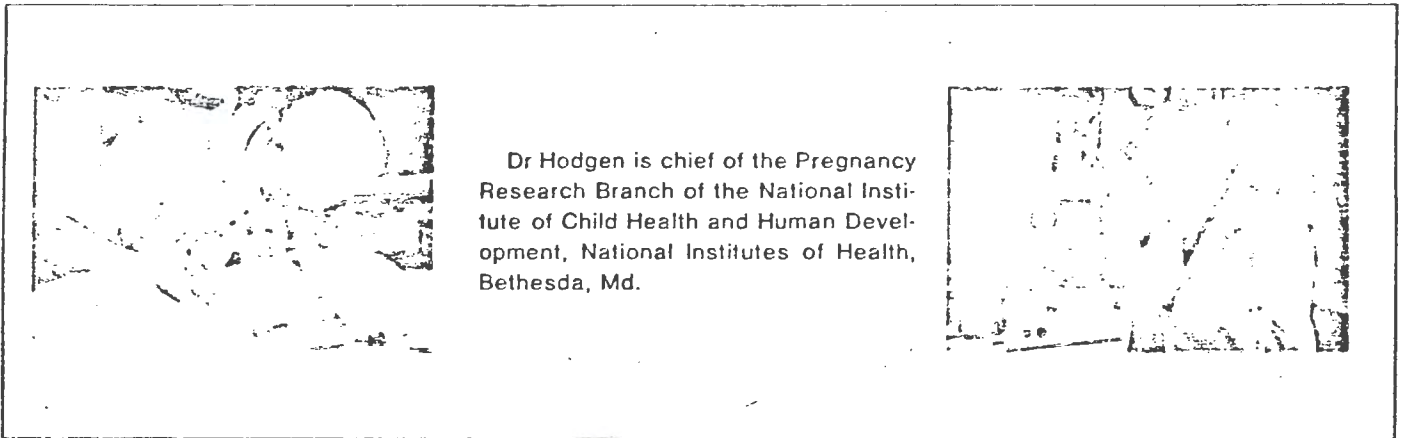 Dr Hodgen is chief of the Pregnancy
Research Branch of the National Insti-
tute of Child Health and Human Devel-
opment, National Institutes of Health,
Bethesda, Md.